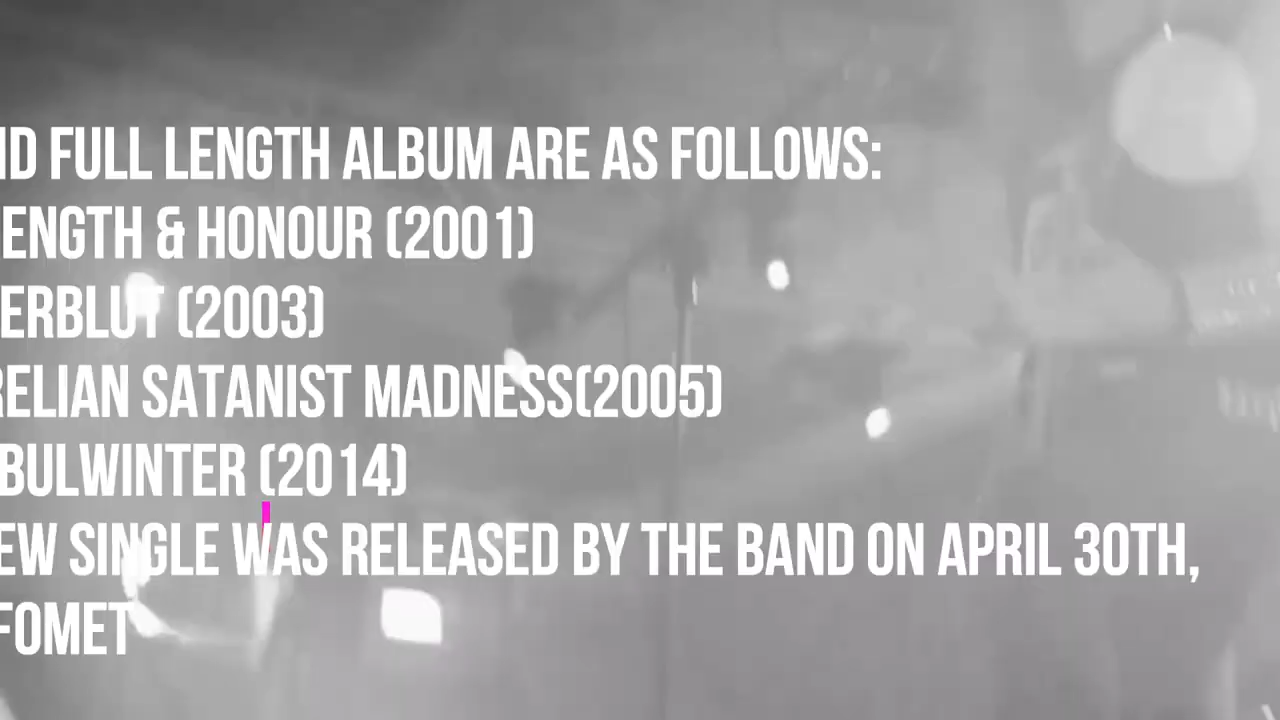 ND FULL LENGTH ALBUM ARE AS FOLLOWS:
ENGTH & HONOUR (2001)
ERBLUT (2003)
RELIAN SATANIST MADNESS(2005)
BULWINTER (2014)
EW SINGLE WAS RELEASED BY THE BAND ON APRIL 30TH,
FOMET